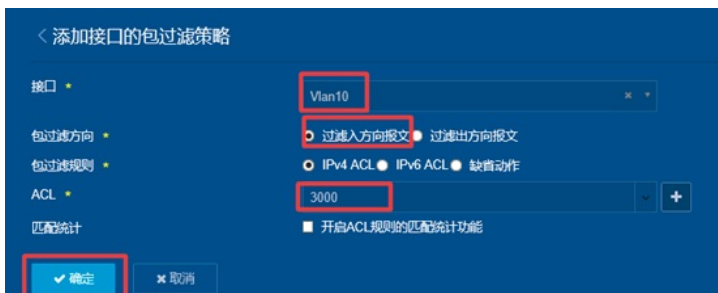 ＜添加接口的包过滤策略
接口 *
Vlan10 × ▼
包过滤方向 *
过滤入方向报文 过滤出方向报文
包过滤规则 *
IPv4 ACL IPv6 ACL 缺省动作
ACL *
3000 +
匹配统计
开启ACL规则的匹配统计功能
✔ 确定 ✖ 取消